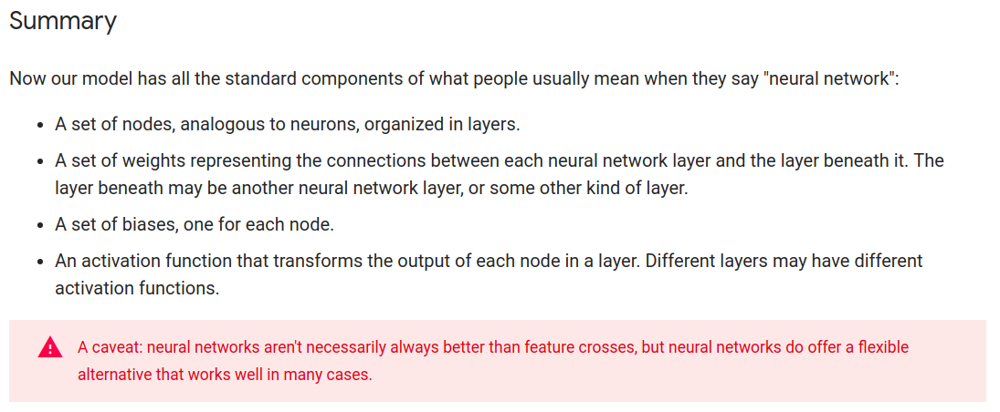 Summary
Now our model has all the standard components of what people usually mean when they say "neural network":
• A set of nodes, analogous to neurons, organized in layers.
• A set of weights representing the connections between each neural network layer and the layer beneath it. The
layer beneath may be another neural network layer, or some other kind of layer.
• A set of biases, one for each node.
• An activation function that transforms the output of each node in a layer. Different layers may have different
activation functions.
A caveat: neural networks aren't necessarily always better than feature crosses, but neural networks do offer a flexible
alternative that works well in many cases.